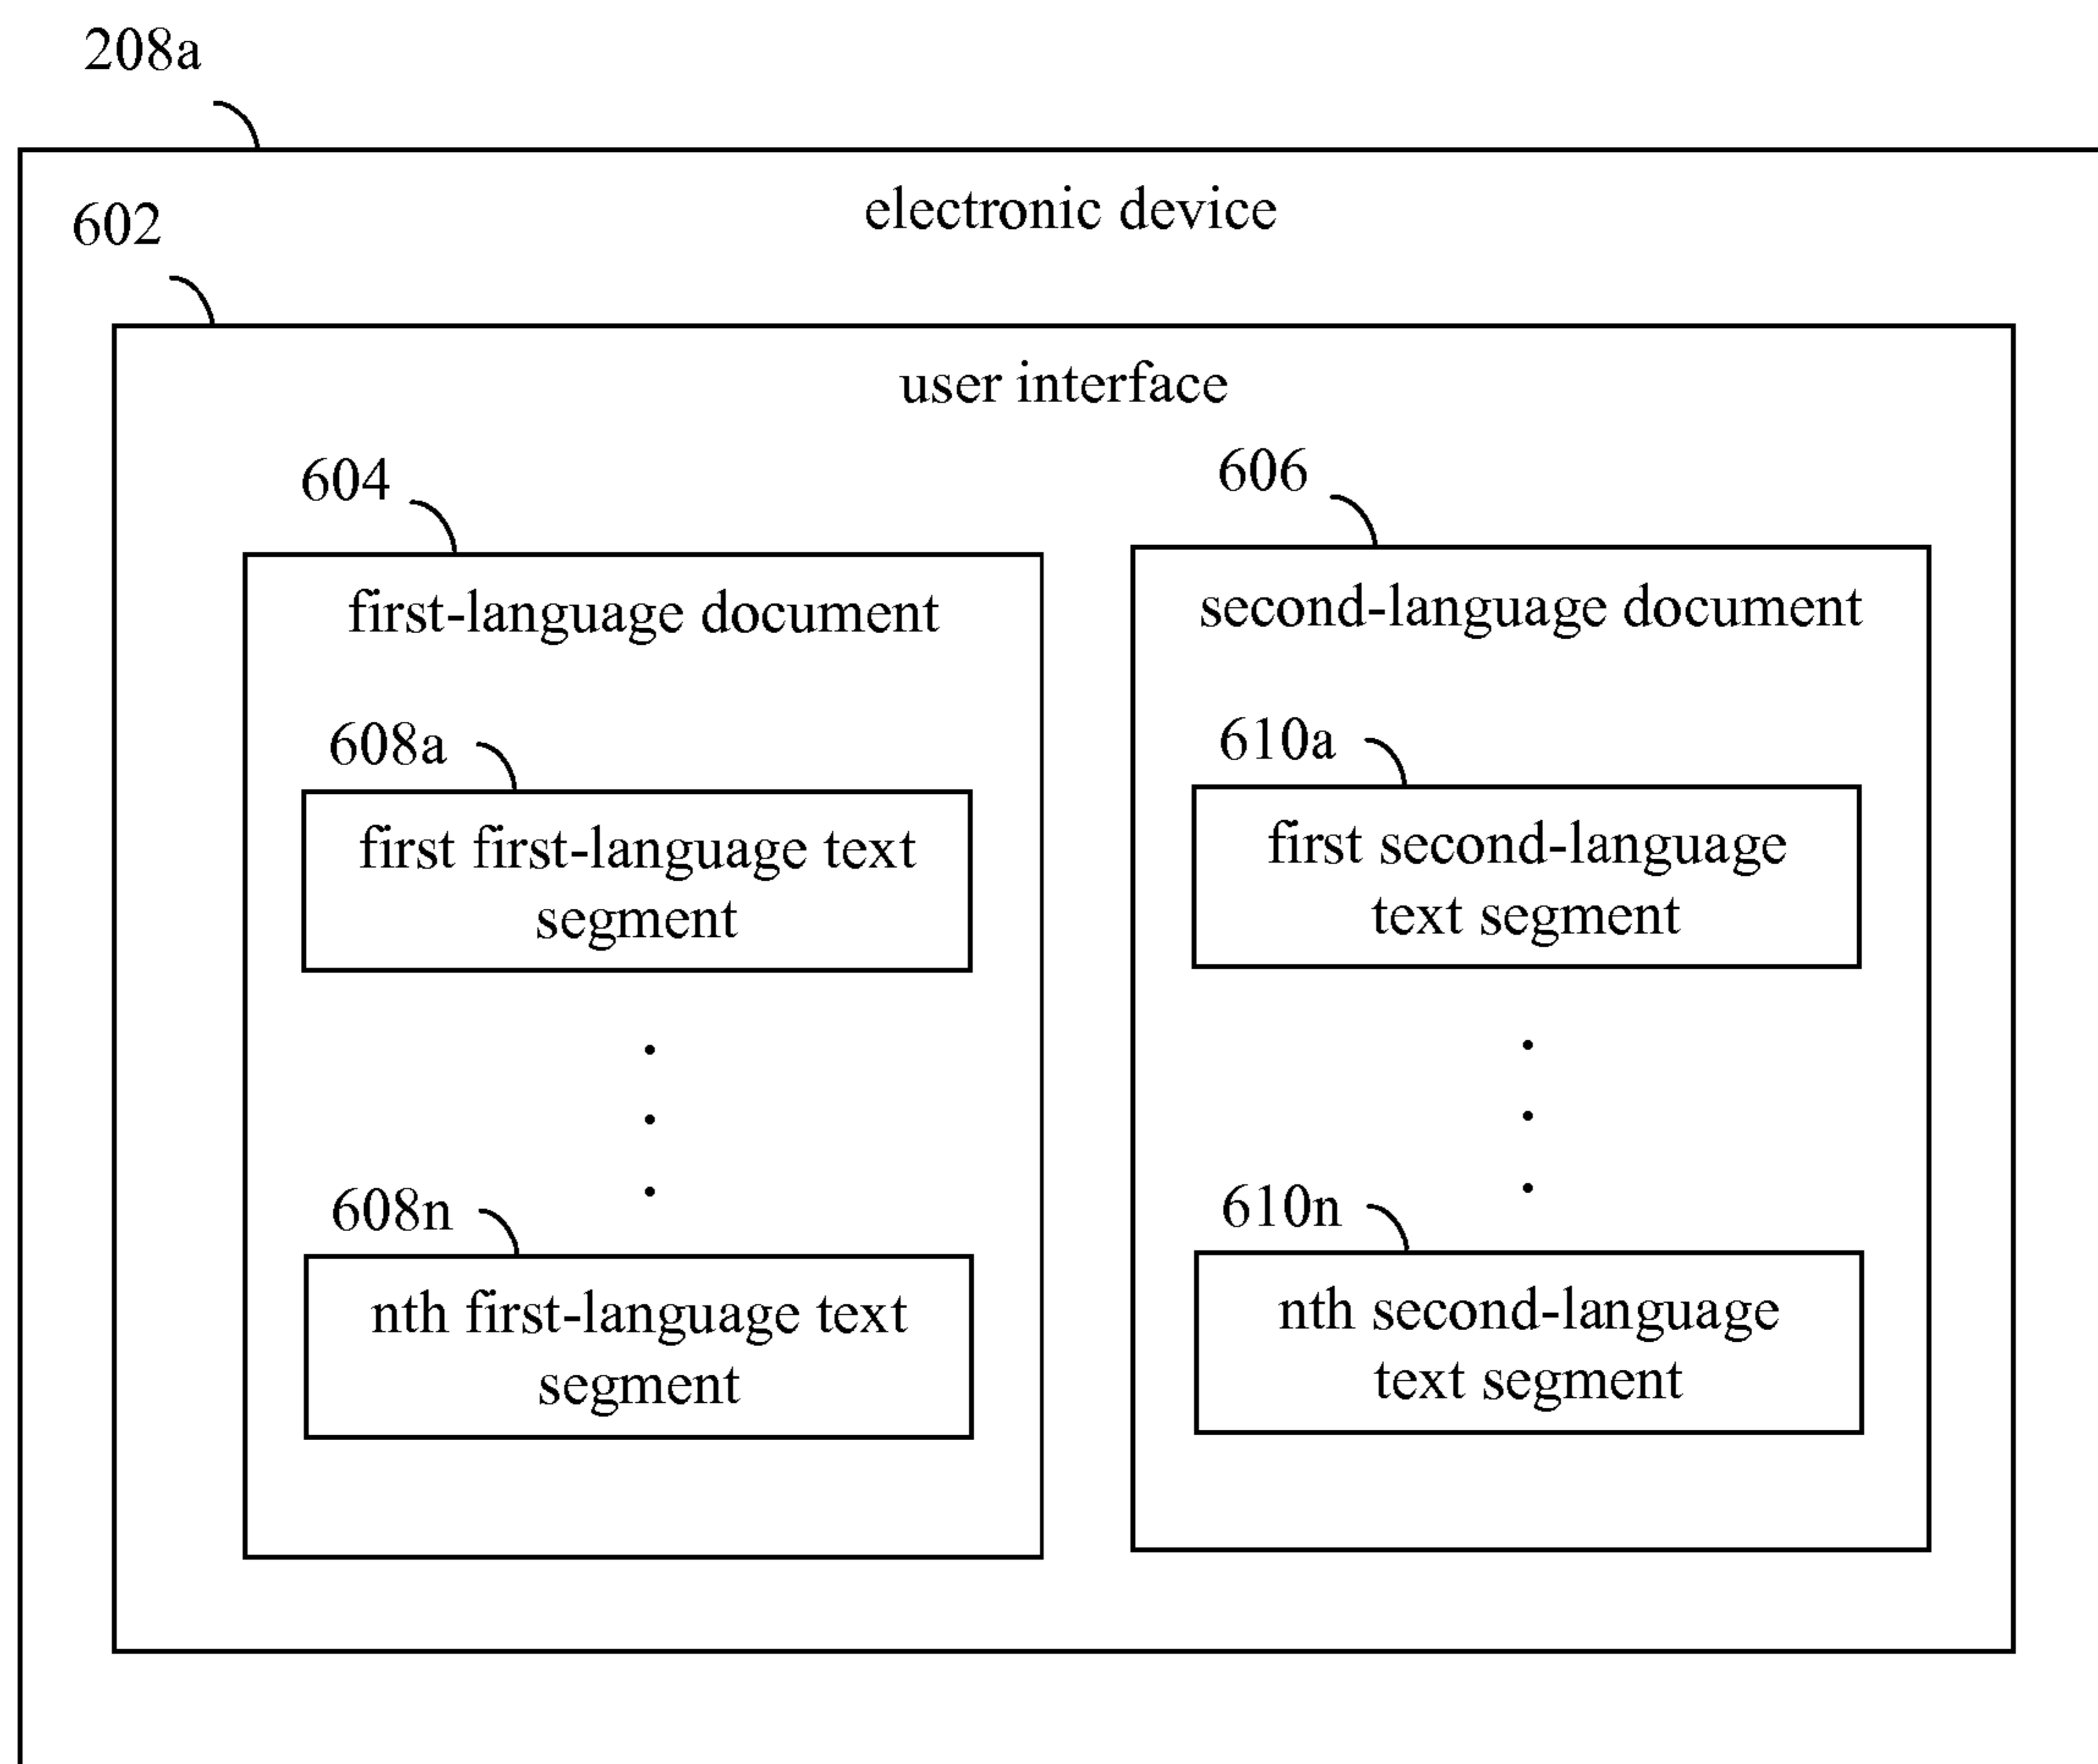 208a
electronic device
602
user interface
604
606
first-language document
second-language document
608a
610a
first first-language text
segment
first second-language
text segment
608n
610n
nth first-language text
segment
nth second-language
text segment